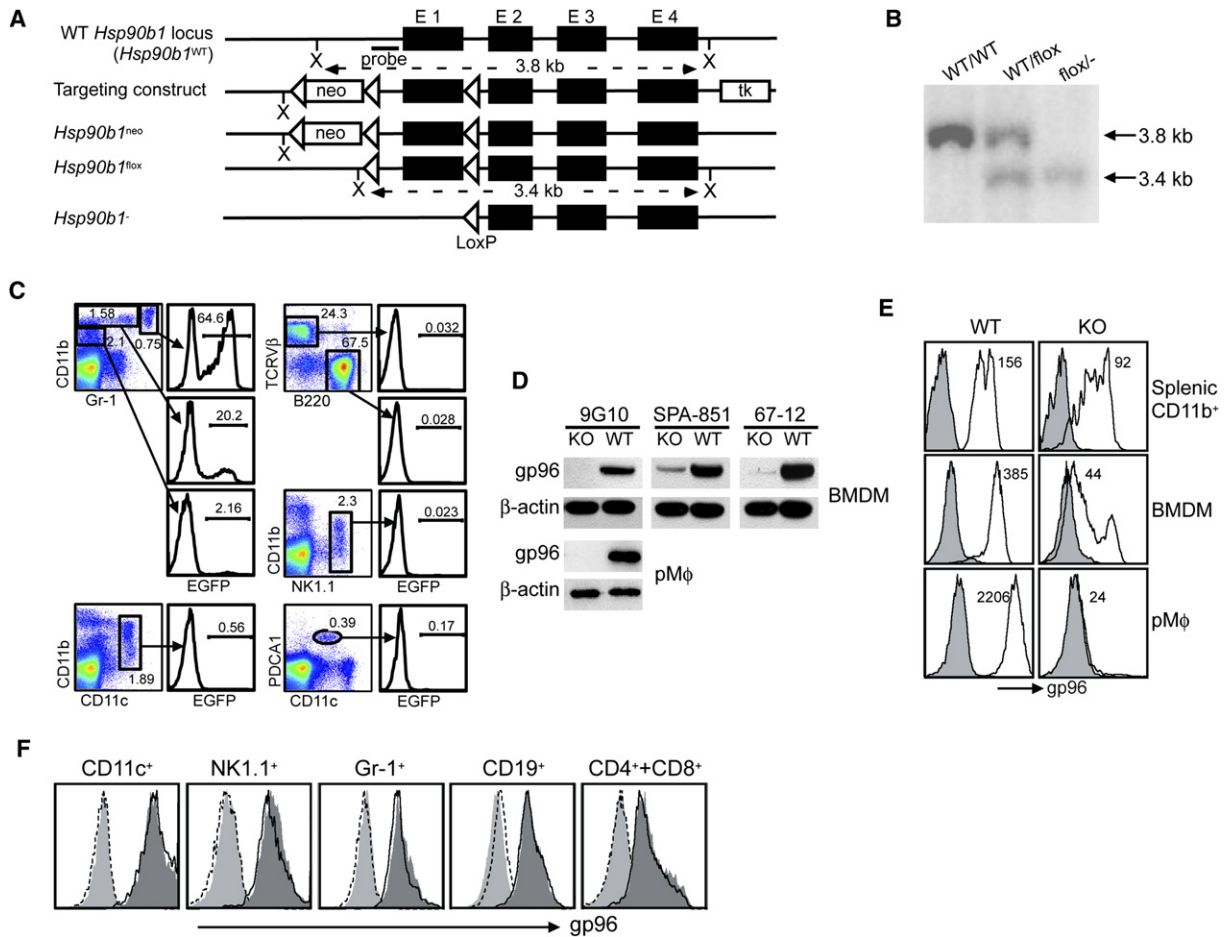 A
E 1 E 2 E 3 E 4
WT Hsp90b1 locus
(Hsp90b1WT)
X probe X
3.8 kb
Targeting construct
neo tk
X
Hsp90b1neo
neo
X
Hsp90b1flox
X X
3.4 kb
Hsp90b1-
LoxP
B
WT/WT WT/flox flox/-
3.8 kb
3.4 kb
C
1.58
2.1
0.75
64.6
CD11b
Gr-1
20.2
2.16
EGFP
24.3
67.5
0.032
TCRVβ
B220
0.028
2.3
0.023
CD11b
NK1.1
EGFP
1.89
0.56
CD11b
CD11c
EGFP
0.39
0.17
PDCA1
CD11c
EGFP
D
9G10 SPA-851 67-12
KO WT KO WT KO WT
gp96
β-actin
BMDM
gp96
β-actin
pMϕ
E
WT KO
156 92
Splenic
CD11b+
385 44
BMDM
2206 24
pMϕ
gp96
F
CD11c+ NK1.1+ Gr-1+ CD19+ CD4++CD8+
gp96